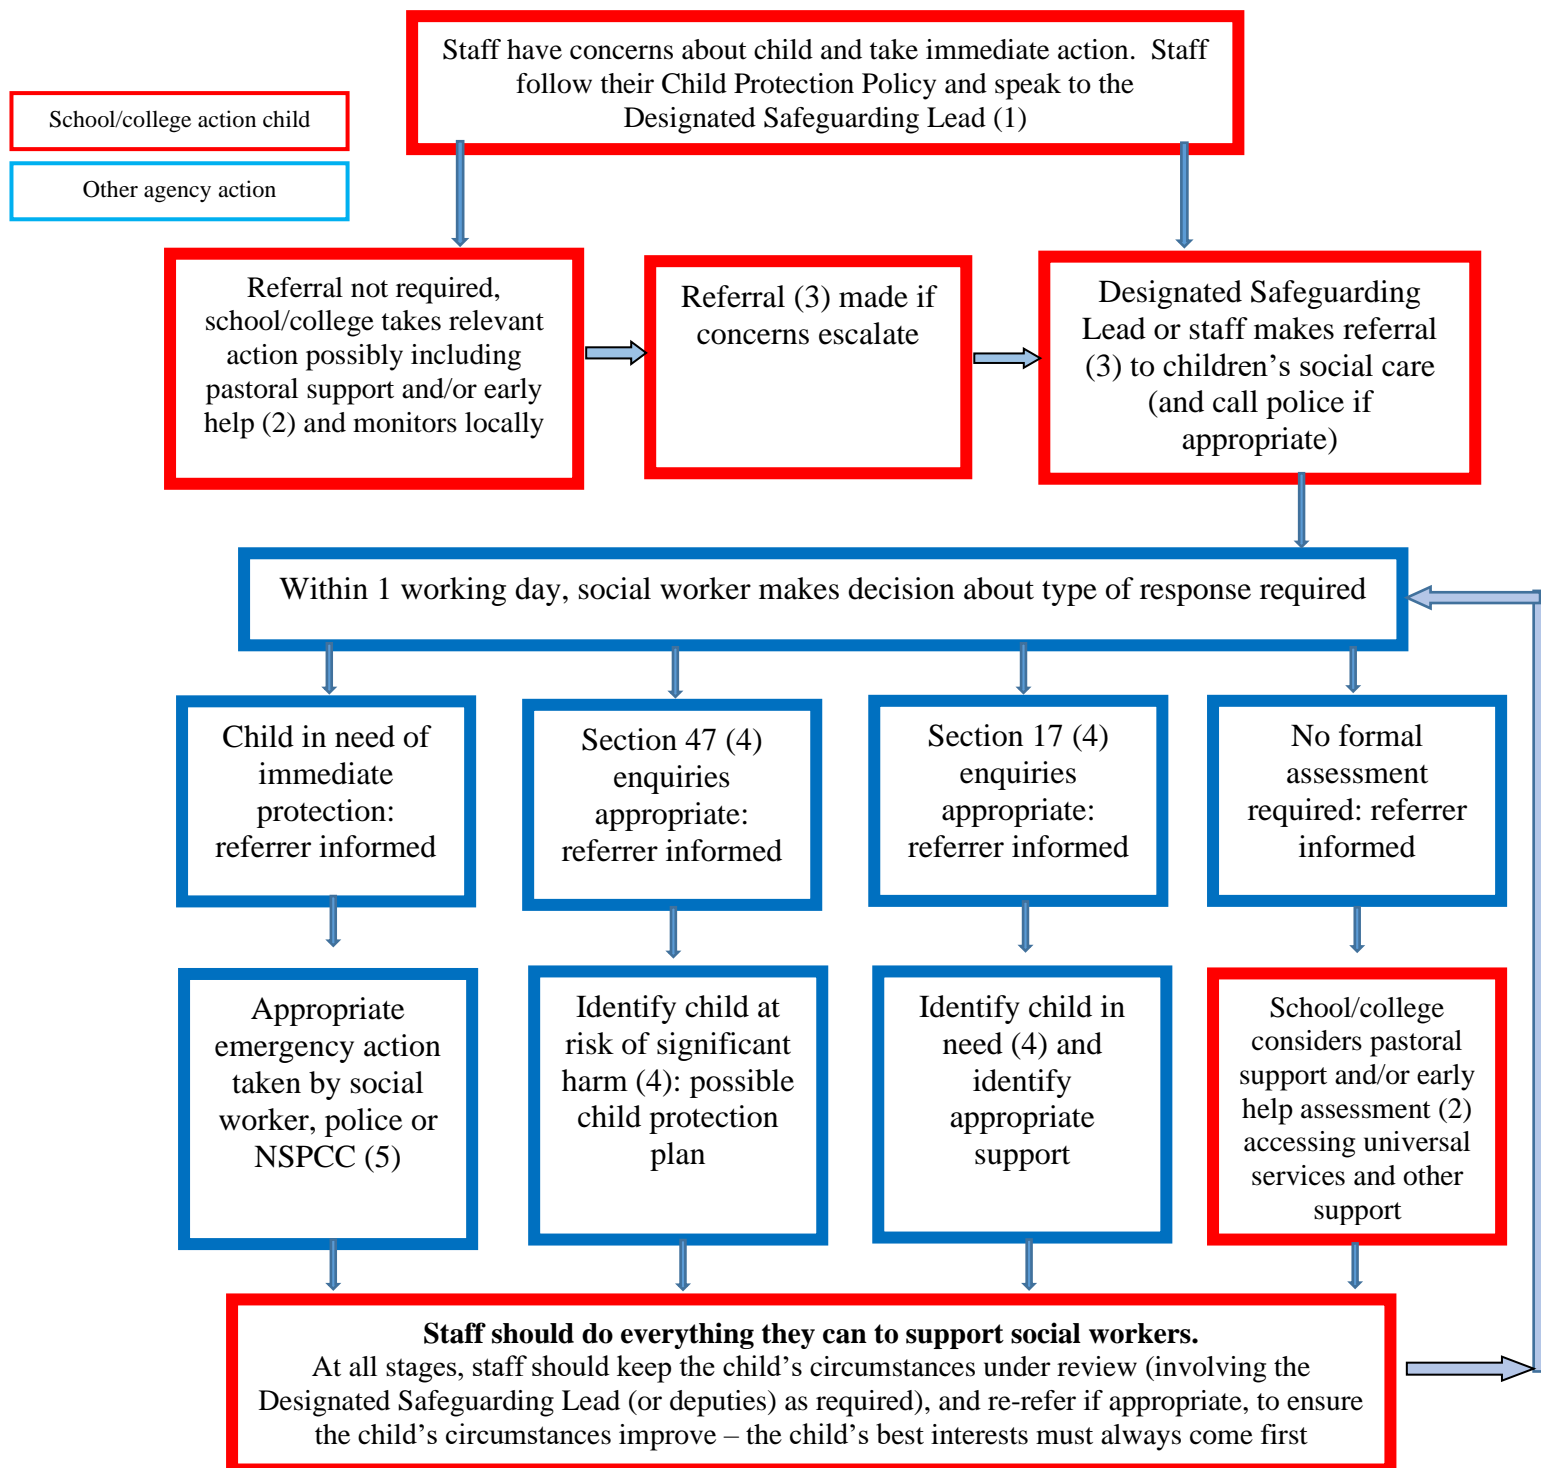 Staff have concerns about child and take immediate action.  Staff
follow their Child Protection Policy and speak to the
Designated Safeguarding Lead (1)
School/college action child
Other agency action
Referral not required,
school/college takes relevant
action possibly including
pastoral support and/or early
help (2) and monitors locally
Referral (3) made if
concerns escalate
Designated Safeguarding
Lead or staff makes referral
(3) to children’s social care
(and call police if
appropriate)
Within 1 working day, social worker makes decision about type of response required
Child in need of
immediate
protection:
referrer informed
Section 47 (4)
enquiries
appropriate:
referrer informed
Section 17 (4)
enquiries
appropriate:
referrer informed
No formal
assessment
required: referrer
informed
Appropriate
emergency action
taken by social
worker, police or
NSPCC (5)
Identify child at
risk of significant
harm (4): possible
child protection
plan
Identify child in
need (4) and
identify
appropriate
support
School/college
considers pastoral
support and/or early
help assessment (2)
accessing universal
services and other
support
Staff should do everything they can to support social workers.
At all stages, staff should keep the child’s circumstances under review (involving the
Designated Safeguarding Lead (or deputies) as required), and re-refer if appropriate, to ensure
the child’s circumstances improve – the child’s best interests must always come first